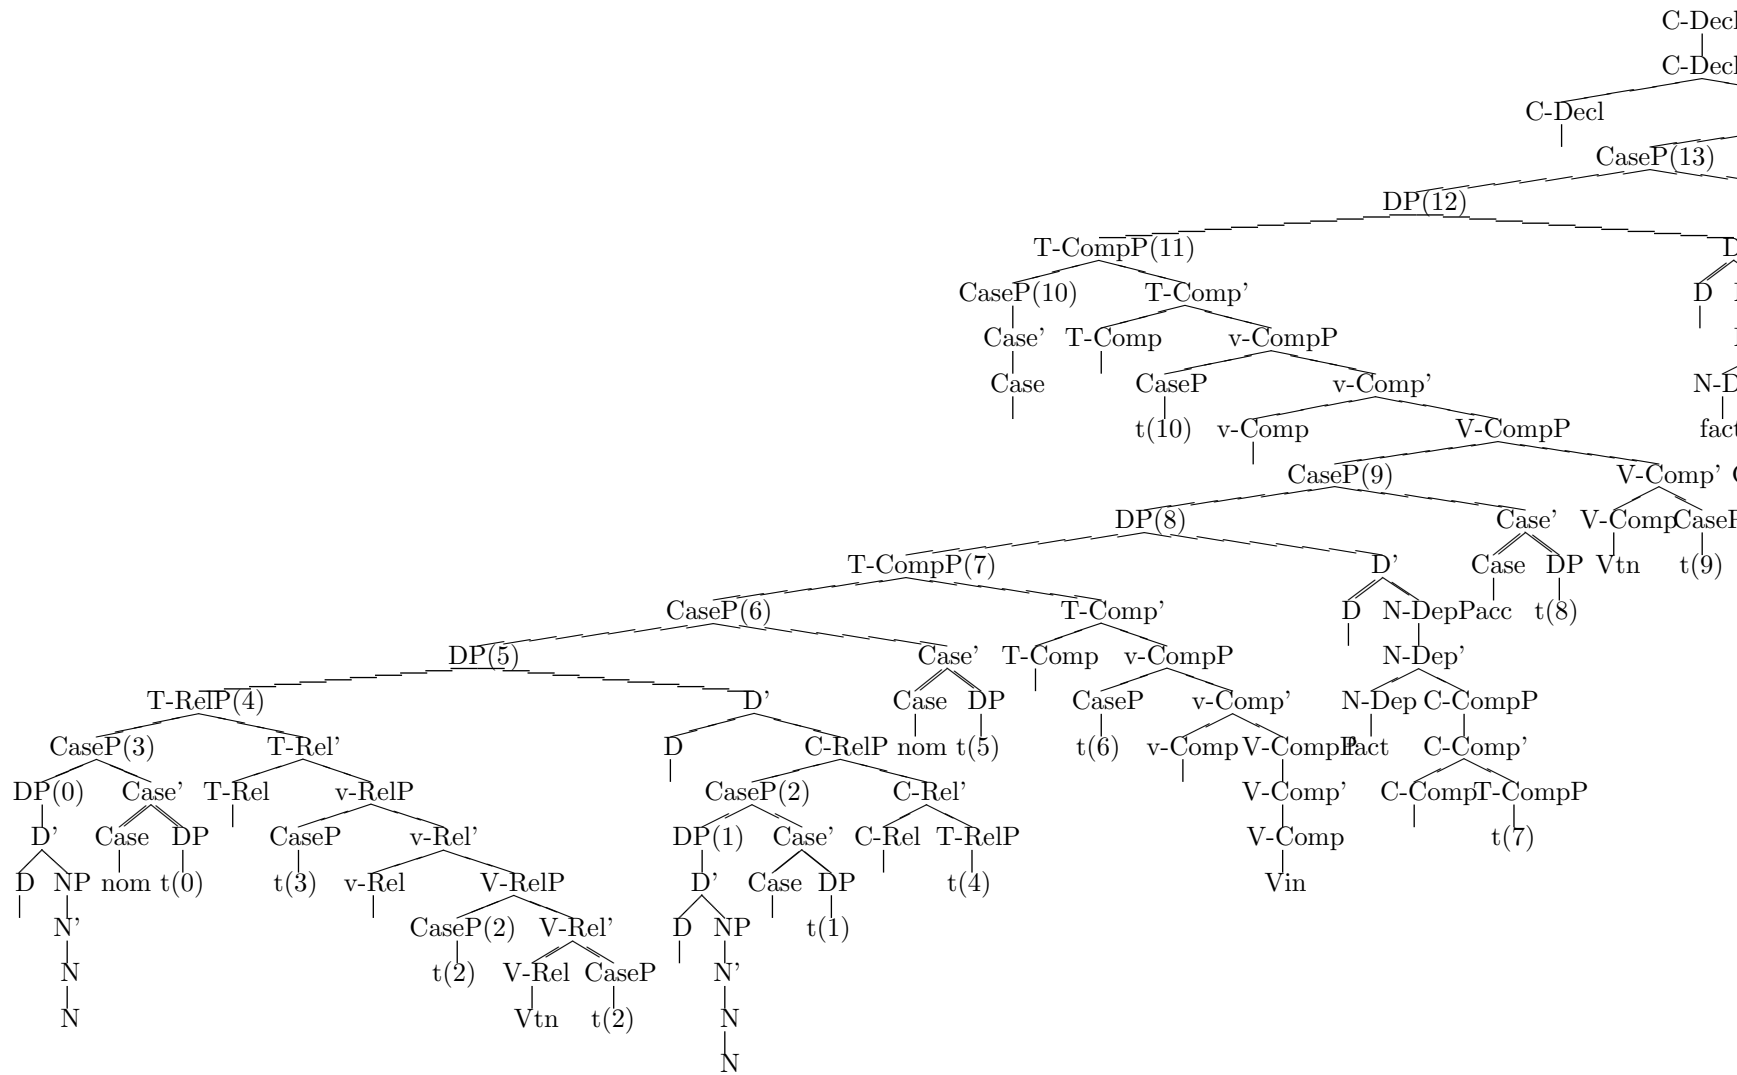 C-Decl
C-Decl
C-Decl
CaseP(13)
DP(12)
T-CompP(11) D
CaseP(10) T-Comp' D
Case' T-Comp v-CompP
Case CaseP v-Comp' N-D
t(10) v-Comp V-CompP fact
CaseP(9) V-Comp'
DP(8) Case' V-Comp CaseP
T-CompP(7) D' Case DP Vtn t(9)
CaseP(6) T-Comp' D N-DepP acc t(8)
DP(5) Case' T-Comp v-CompP N-Dep'
T-RelP(4) D' Case DP CaseP v-Comp' N-Dep C-CompP
CaseP(3) T-Rel' D C-RelP nom t(5) t(6) v-Comp V-CompP fact C-Comp'
DP(0) Case' T-Rel v-RelP CaseP(2) C-Rel' V-Comp' C-Comp T-CompP
D' Case DP CaseP v-Rel' DP(1) Case' C-Rel T-RelP V-Comp t(7)
D NP nom t(0) t(3) v-Rel V-RelP D' Case DP t(4) Vin
N' CaseP(2) V-Rel' D NP t(1)
N t(2) V-Rel CaseP N'
N Vtn t(2) N
N